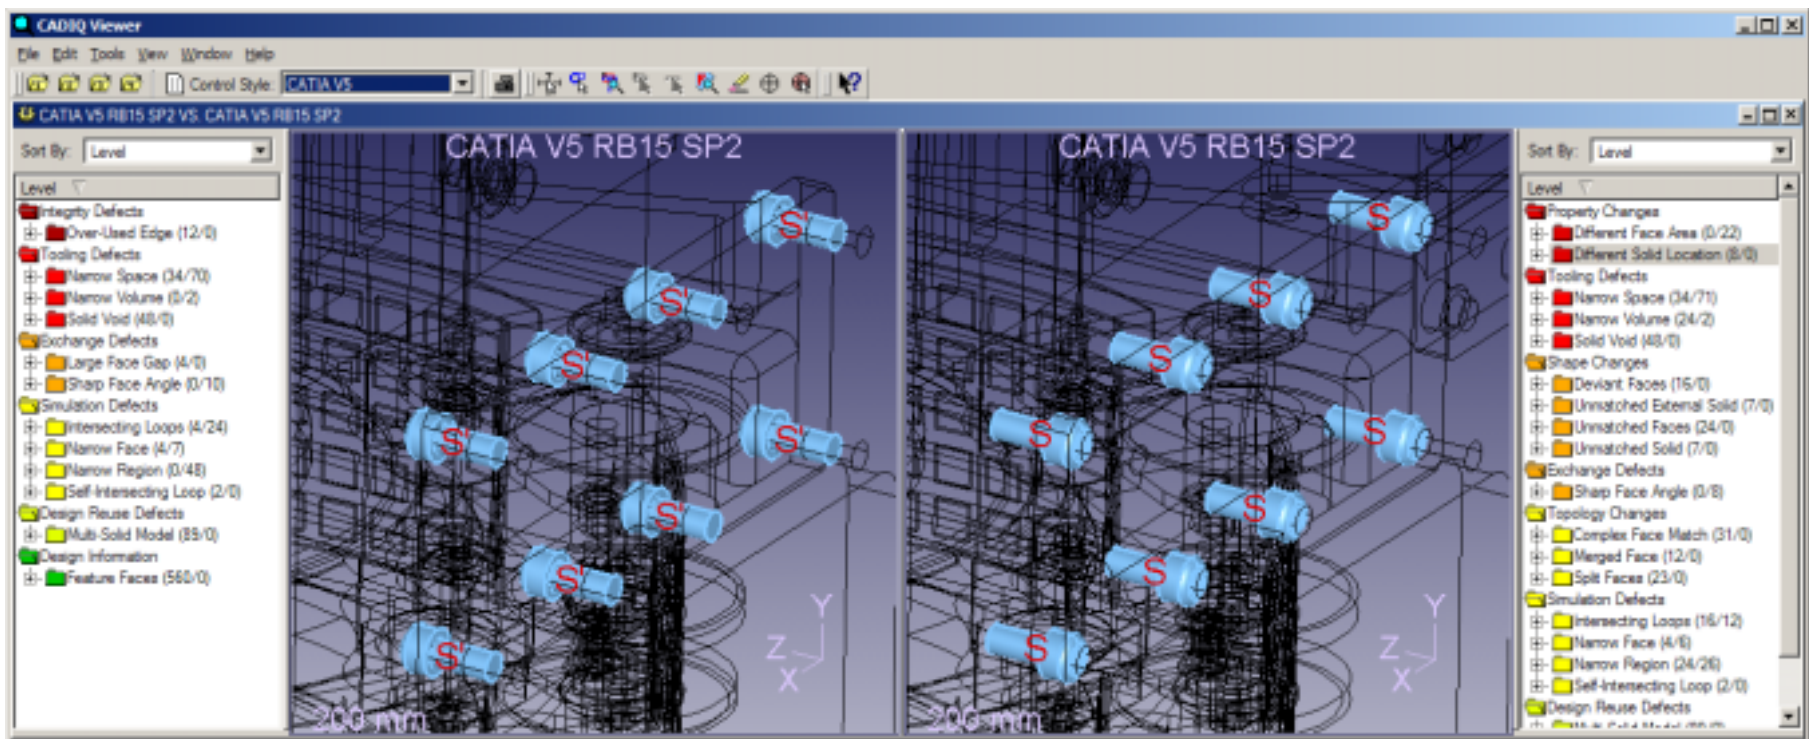 CADIQ Viewer
File Edit Tools View Window Help
Control Style: CATIA V5
CATIA V5 RB15 SP2 VS. CATIA V5 RB15 SP2
Sort By: Level
Level
Integrity Defects
Over-Used Edge (12/0)
Tooling Defects
Narrow Space (34/70)
Narrow Volume (0/2)
Solid Void (48/0)
Exchange Defects
Large Face Gap (4/0)
Sharp Face Angle (0/10)
Simulation Defects
Intersecting Loops (4/24)
Narrow Face (4/7)
Narrow Region (0/48)
Self-Intersecting Loop (2/0)
Design Reuse Defects
Multi-Solid Model (89/0)
Design Information
Feature Faces (560/0)
CATIA V5 RB15 SP2
S'
S'
S'
S'
S'
S'
S'
S'
Y
Z
X
200 mm
CATIA V5 RB15 SP2
S
S
S
S
S
S
S
S
Y
Z
X
200 mm
Sort By: Level
Level
Property Changes
Different Face Area (0/22)
Different Solid Location (8/0)
Tooling Defects
Narrow Space (34/71)
Narrow Volume (24/2)
Solid Void (48/0)
Shape Changes
Deviant Faces (16/0)
Unmatched External Solid (7/0)
Unmatched Faces (24/0)
Unmatched Solid (7/0)
Exchange Defects
Sharp Face Angle (0/8)
Topology Changes
Complex Face Match (31/0)
Merged Face (12/0)
Split Faces (23/0)
Simulation Defects
Intersecting Loops (16/12)
Narrow Face (4/6)
Narrow Region (24/26)
Self-Intersecting Loop (2/0)
Design Reuse Defects